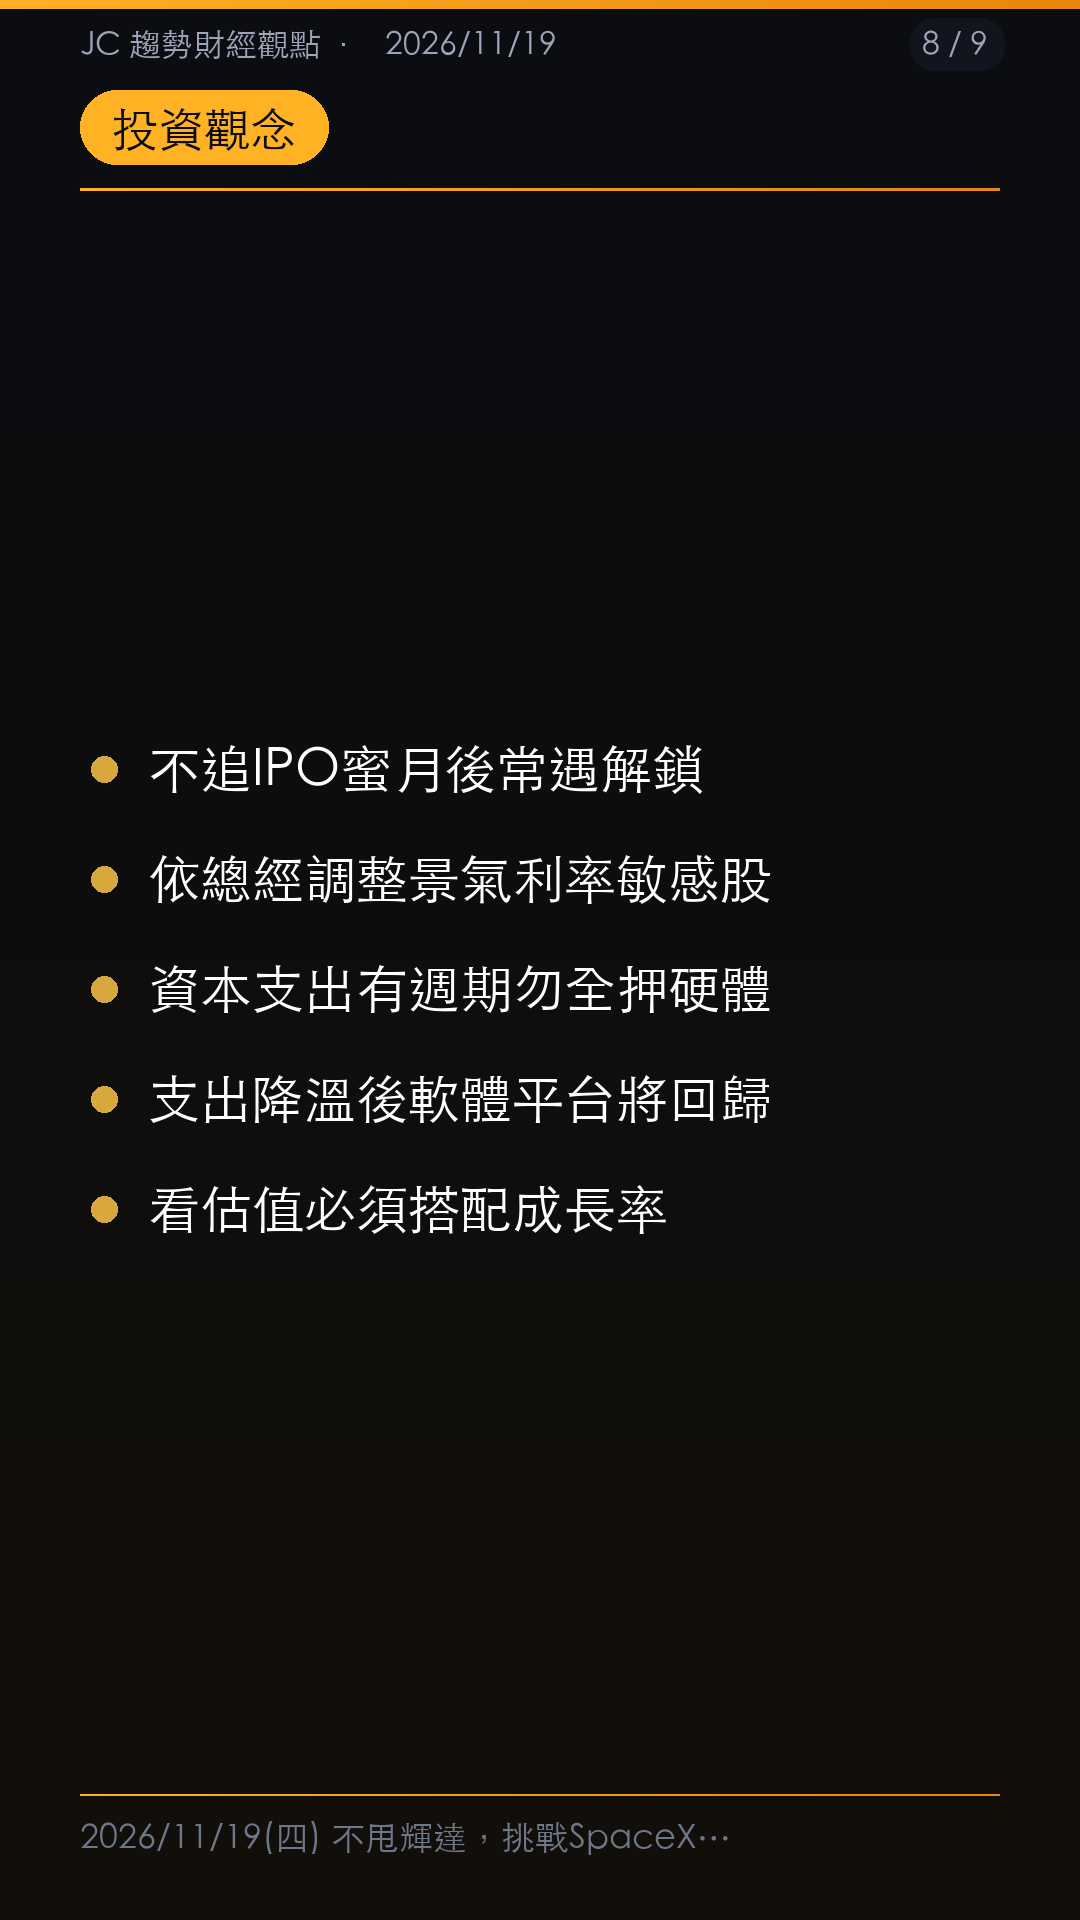 JC 趨勢財經觀點 · 2026/11/19
8 / 9
投資觀念
不追IPO蜜月後常遇解鎖
依總經調整景氣利率敏感股
資本支出有週期勿全押硬體
支出降溫後軟體平台將回歸
看估值必須搭配成長率
2026/11/19(四) 不甩輝達，挑戰SpaceX…